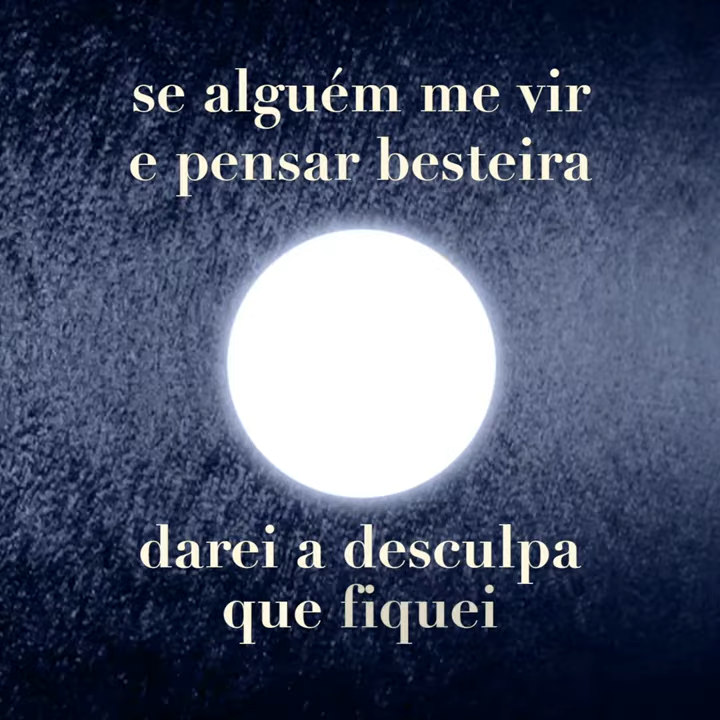 se alguém me vir
e pensar besteira
darei a desculpa
que fiquei